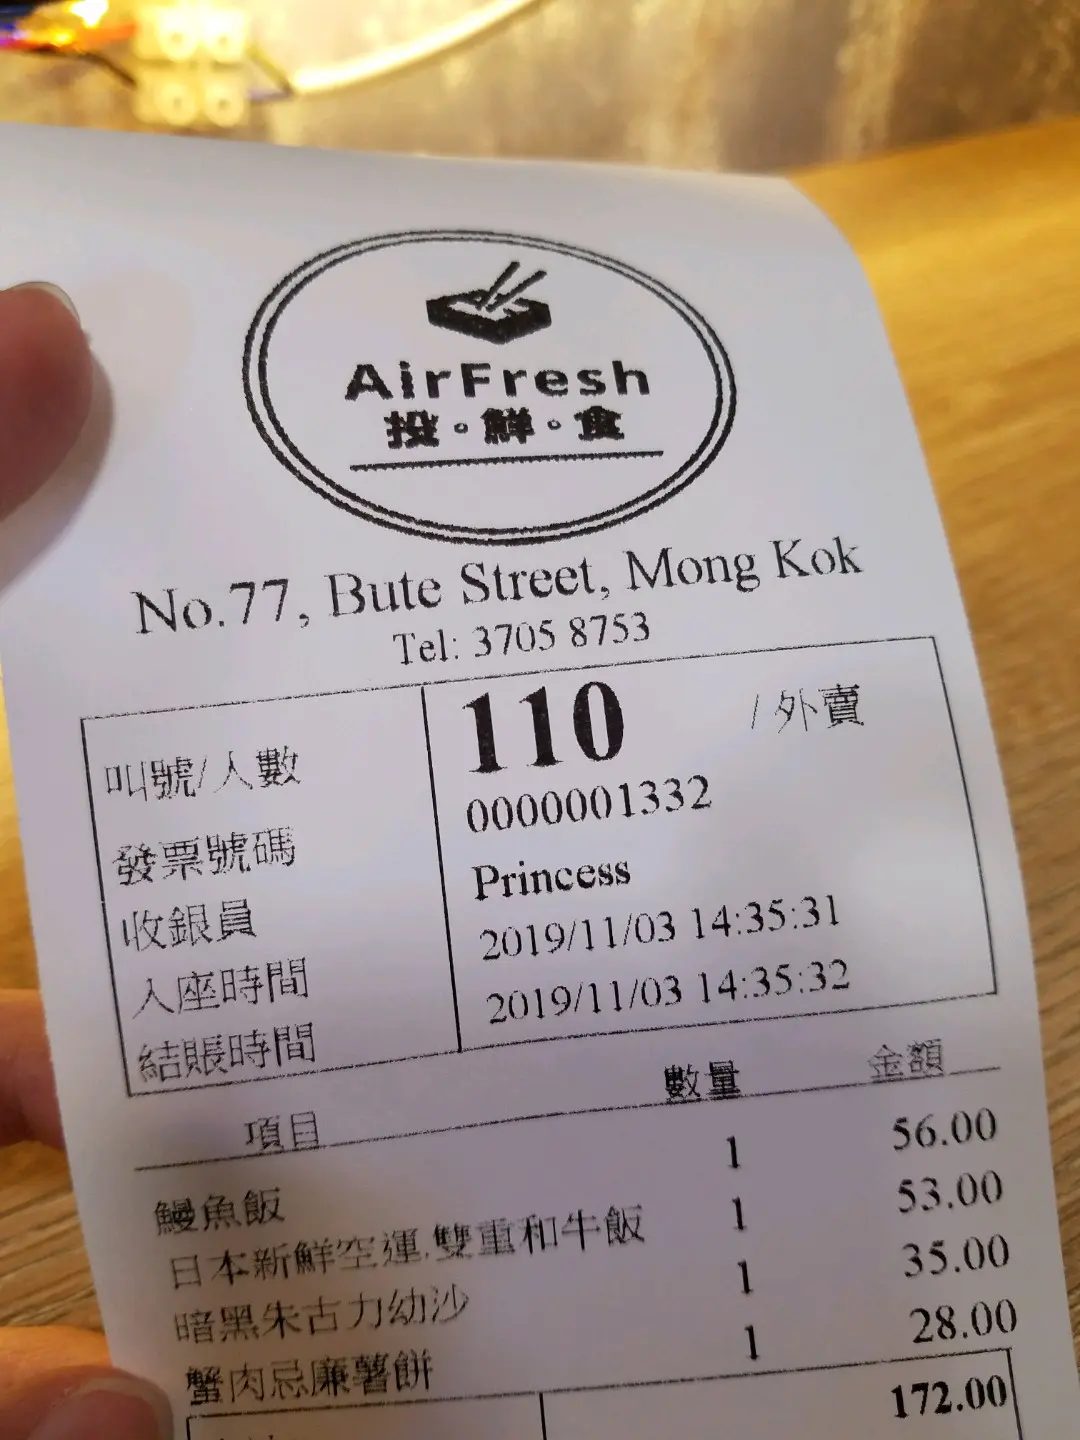 AirFresh
投。鮮。食
No.77, Bute Street, Mong Kok
Tel: 3705 8753
叫號/人數 110 /外賣
發票號碼 0000001332
收銀員 Princess
入座時間 2019/11/03 14:35:31
結賬時間 2019/11/03 14:35:32
項目 數量 金額
鰻魚飯 1 56.00
日本新鮮空運.雙重和牛飯 1 53.00
暗黑朱古力幼沙 1 35.00
蟹肉忌廉薯餅 1 28.00
172.00